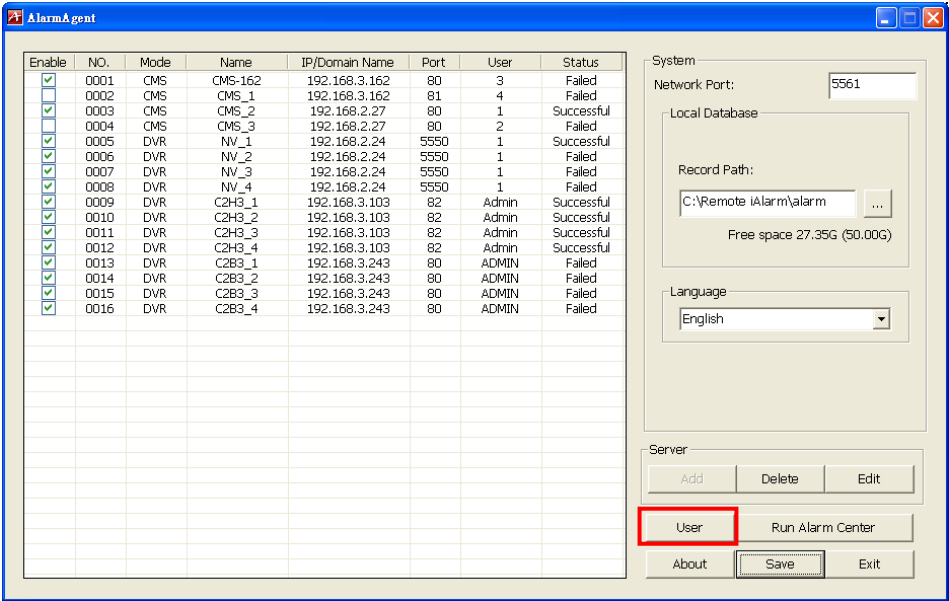 AlarmAgent
Enable NO. Mode Name IP/Domain Name Port User Status
0001 CMS CMS-162 192.168.3.162 80 3 Failed
0002 CMS CMS_1 192.168.3.162 81 4 Failed
0003 CMS CMS_2 192.168.2.27 80 1 Successful
0004 CMS CMS_3 192.168.2.27 80 2 Failed
0005 DVR NV_1 192.168.2.24 5550 1 Successful
0006 DVR NV_2 192.168.2.24 5550 1 Failed
0007 DVR NV_3 192.168.2.24 5550 1 Failed
0008 DVR NV_4 192.168.2.24 5550 1 Failed
0009 DVR C2H3_1 192.168.3.103 82 Admin Successful
0010 DVR C2H3_2 192.168.3.103 82 Admin Successful
0011 DVR C2H3_3 192.168.3.103 82 Admin Successful
0012 DVR C2H3_4 192.168.3.103 82 Admin Successful
0013 DVR C2B3_1 192.168.3.243 80 ADMIN Failed
0014 DVR C2B3_2 192.168.3.243 80 ADMIN Failed
0015 DVR C2B3_3 192.168.3.243 80 ADMIN Failed
0016 DVR C2B3_4 192.168.3.243 80 ADMIN Failed
System
Network Port: 5561
Local Database
Record Path:
C:\Remote iAlarm\alarm ...
Free space 27.35G (50.00G)
Language
English
Server
Add Delete Edit
User Run Alarm Center
About Save Exit